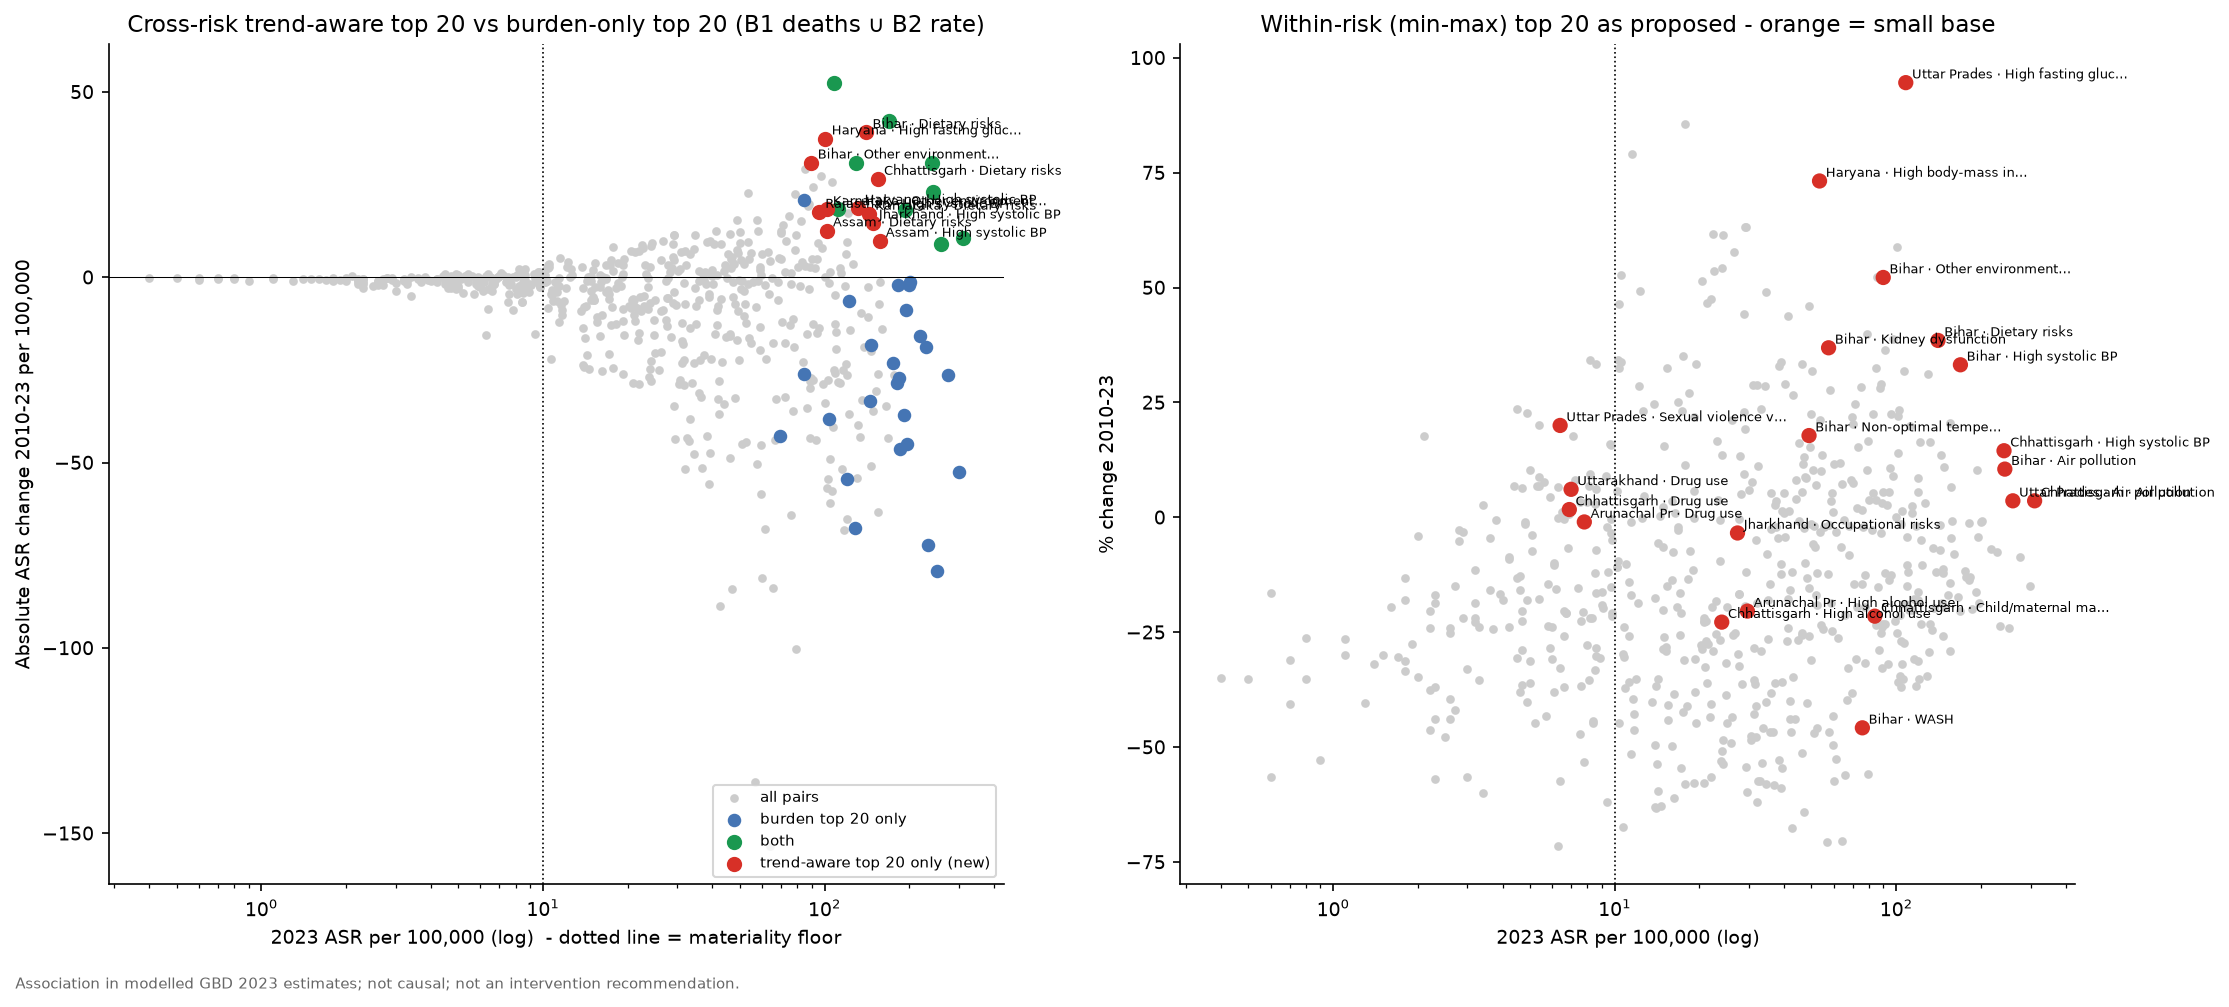 Cross-risk trend-aware top 20 vs burden-only top 20 (B1 deaths ∪ B2 rate)
Absolute ASR change 2010-23 per 100,000
50
0
−50
−100
−150
Bihar · Dietary risks
Haryana · High fasting gluc...
Bihar · Other environment...
Chhattisgarh · Dietary risks
Jharkhand · High systolic BP
Assam · Dietary risks
Assam · High systolic BP
all pairs
burden top 20 only
both
trend-aware top 20 only (new)
10⁰
10¹
10²
2023 ASR per 100,000 (log)  - dotted line = materiality floor
Within-risk (min-max) top 20 as proposed - orange = small base
% change 2010-23
100
75
50
25
0
−25
−50
−75
Uttar Prades · High fasting gluc...
Haryana · High body-mass in...
Bihar · Other environment...
Bihar · Dietary risks
Bihar · Kidney dysfunction
Bihar · High systolic BP
Uttar Prades · Sexual violence v...
Bihar · Non-optimal tempe...
Chhattisgarh · High systolic BP
Bihar · Air pollution
Uttar Prades · Air pollution
Chhattisgarh · Air pollution
Uttarakhand · Drug use
Chhattisgarh · Drug use
Arunachal Pr · Drug use
Jharkhand · Occupational risks
Arunachal Pr · High alcohol use
Chhattisgarh · Child/maternal ma...
Chhattisgarh · High alcohol use
Bihar · WASH
10⁰
10¹
10²
2023 ASR per 100,000 (log)
Association in modelled GBD 2023 estimates; not causal; not an intervention recommendation.